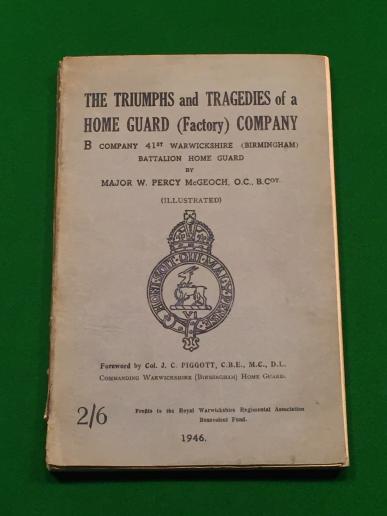 THE TRIUMPHS and TRAGEDIES of a
HOME GUARD (Factory) COMPANY
B COMPANY 41ST WARWICKSHIRE (BIRMINGHAM)
BATTALION HOME GUARD
BY
MAJOR W. PERCY McGEOCH, O.C., B.Coy.
(ILLUSTRATED)
HONI SOIT QUI MAL Y PENSE
VI
Foreword by Col. J. C. PIGGOTT, C.B.E., M.C., D.L.
COMMANDING WARWICKSHIRE (BIRMINGHAM) HOME GUARD.
2/6
Profits to the Royal Warwickshire Regimental Association
Benevolent Fund.
1946.